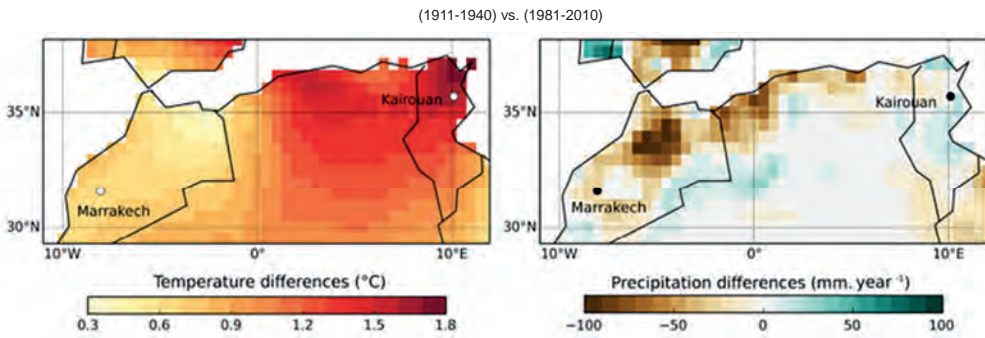 (1911-1940) vs. (1981-2010)
35°N
30°N
Kairouan
Marrakech
10°W 0° 10°E
Temperature differences (°C)
0.3 0.6 0.9 1.2 1.5 1.8
35°N
30°N
Kairouan
Marrakech
10°W 0° 10°E
Precipitation differences (mm. year ⁻¹)
−100 −50 0 50 100